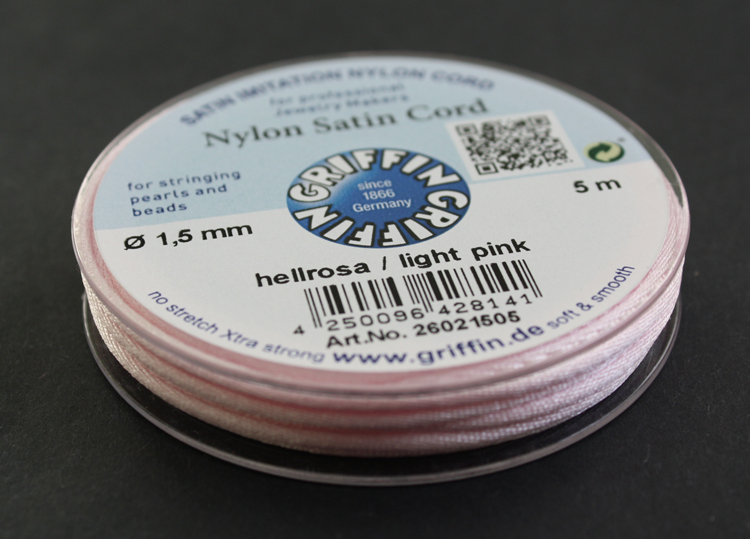 SATIN IMITATION NYLON CORD
for professional
Jewelry Makers
Nylon Satin Cord
for stringing
pearls and
beads
GRIFFIN GRIFFIN
since
1866
Germany
5 m
Ø 1,5 mm
hellrosa / light pink
4 250096 428141
Art.No. 26021505
no stretch Xtra strong www.griffin.de soft & smooth